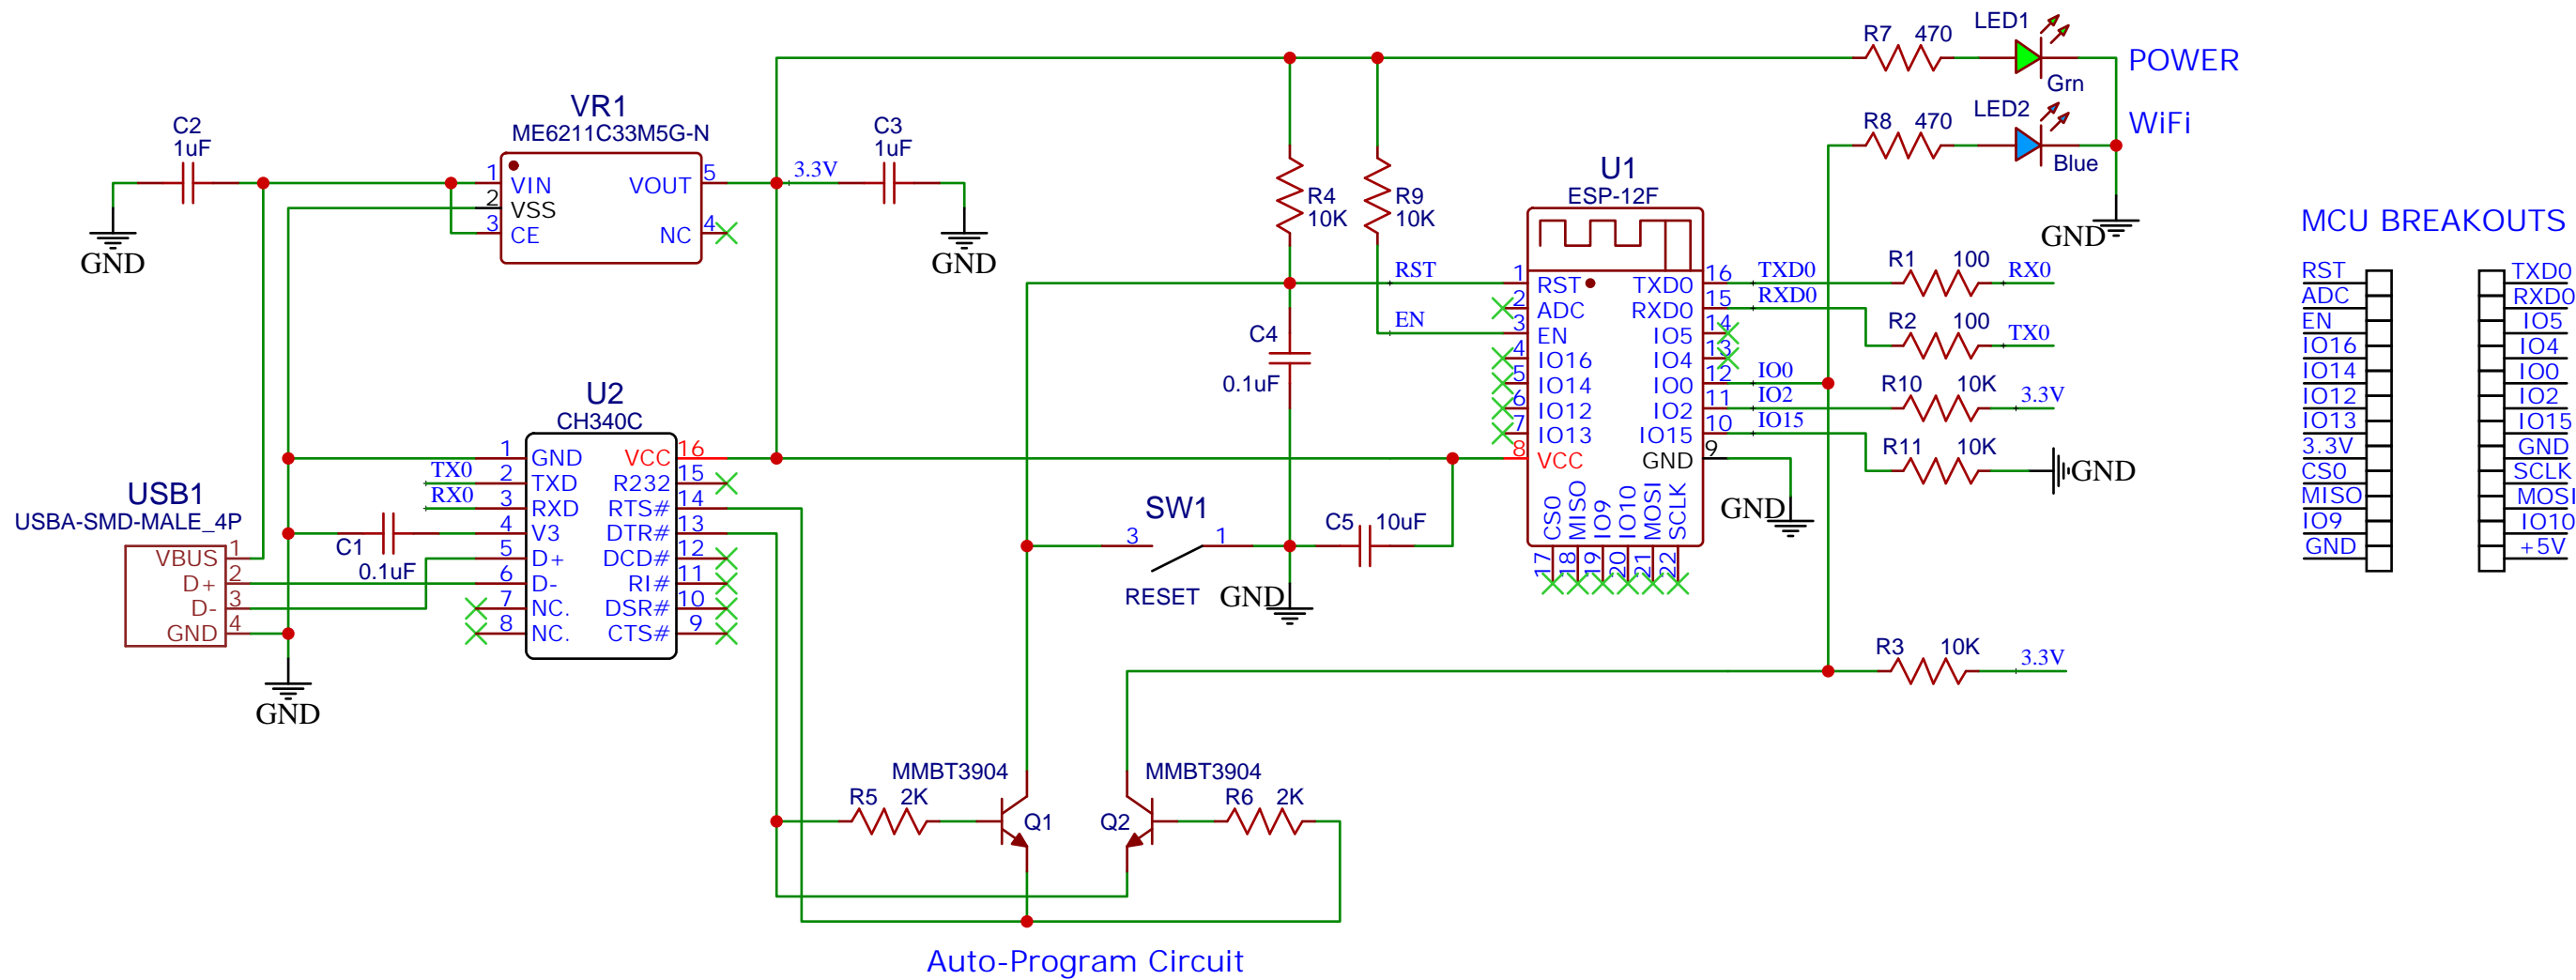 R7 470
LED1
Grn
POWER
R8 470
LED2
Blue
WiFi
GND
C2
1uF
GND
VR1
ME6211C33M5G-N
1 VIN
2 VSS
3 CE
VOUT 5
NC 4
3.3V
C3
1uF
GND
R4
10K
R9
10K
RST
EN
C4
0.1uF
U1
ESP-12F
1 RST
2 ADC
3 EN
4 IO16
5 IO14
6 IO12
7 IO13
8 VCC
TXD0 16
RXD0 15
IO5 14
IO4 13
IO0 12
IO2 11
IO15 10
GND 9
CS0 MISO IO9 IO10 MOSI SCLK
17 18 19 20 21 22
TXD0 R1 100 RX0
RXD0 R2 100 TX0
IO0
IO2 R10 10K 3.3V
IO15 R11 10K GND
GND
R3 10K 3.3V
U2
CH340C
1 GND
TX0 2 TXD
RX0 3 RXD
4 V3
5 D+
6 D-
7 NC.
8 NC.
VCC 16
R232 15
RTS# 14
DTR# 13
DCD# 12
RI# 11
DSR# 10
CTS# 9
C1
0.1uF
USB1
USBA-SMD-MALE_4P
VBUS 1
D+ 2
D- 3
GND 4
GND
SW1
3 1
RESET
GND
C5 10uF
MMBT3904
R5 2K
Q1
MMBT3904
Q2
R6 2K
Auto-Program Circuit
MCU BREAKOUTS
RST
ADC
EN
IO16
IO14
IO12
IO13
3.3V
CS0
MISO
IO9
GND
TXD0
RXD0
IO5
IO4
IO0
IO2
IO15
GND
SCLK
MOSI
IO10
+5V